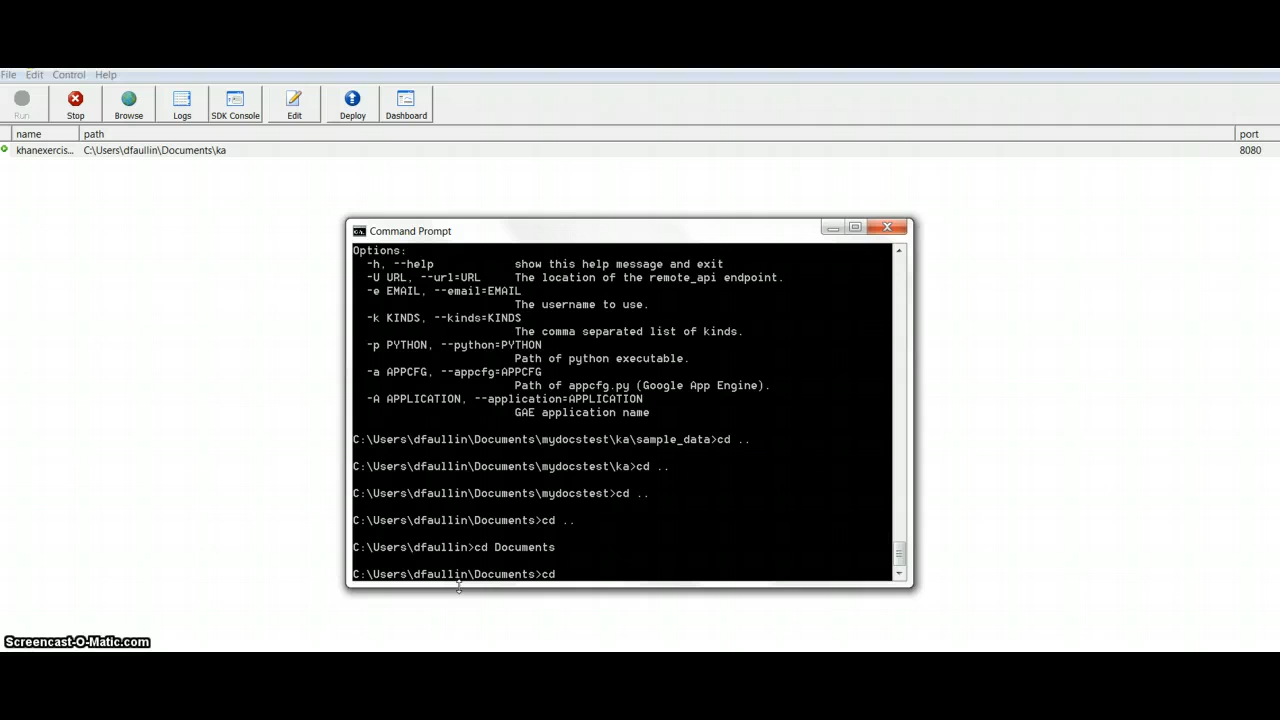 File Edit Control Help
Run Stop Browse Logs SDK Console Edit Deploy Dashboard
name path port
khanexercis... C:\Users\dfaullin\Documents\ka 8080
Command Prompt
Options:
-h, --help show this help message and exit
-U URL, --url=URL The location of the remote_api endpoint.
-e EMAIL, --email=EMAIL
The username to use.
-k KINDS, --kinds=KINDS
The comma separated list of kinds.
-p PYTHON, --python=PYTHON
Path of python executable.
-a APPCFG, --appcfg=APPCFG
Path of appcfg.py (Google App Engine).
-A APPLICATION, --application=APPLICATION
GAE application name
C:\Users\dfaullin\Documents\mydocstest\ka\sample_data>cd ..
C:\Users\dfaullin\Documents\mydocstest\ka>cd ..
C:\Users\dfaullin\Documents\mydocstest>cd ..
C:\Users\dfaullin\Documents>cd ..
C:\Users\dfaullin>cd Documents
C:\Users\dfaullin\Documents>cd
Screencast-O-Matic.com